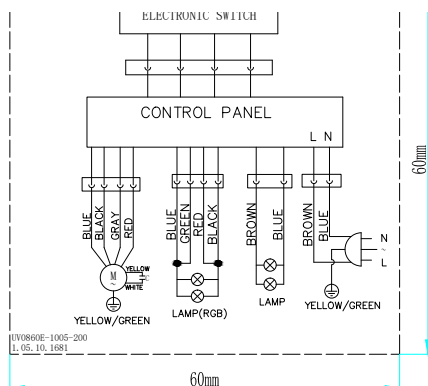 ELECTRONIC SWITCH
CONTROL PANEL
L N
BLUE
BLACK
GRAY
RED
BLUE
GREEN
RED
BLACK
BROWN
BLUE
BROWN
BLUE
M
~
YELLOW
WHITE
N
~
L
YELLOW/GREEN
LAMP(RGB)
LAMP
YELLOW/GREEN
UV0860E-1005-200
1.05.10.1681
60mm
60mm